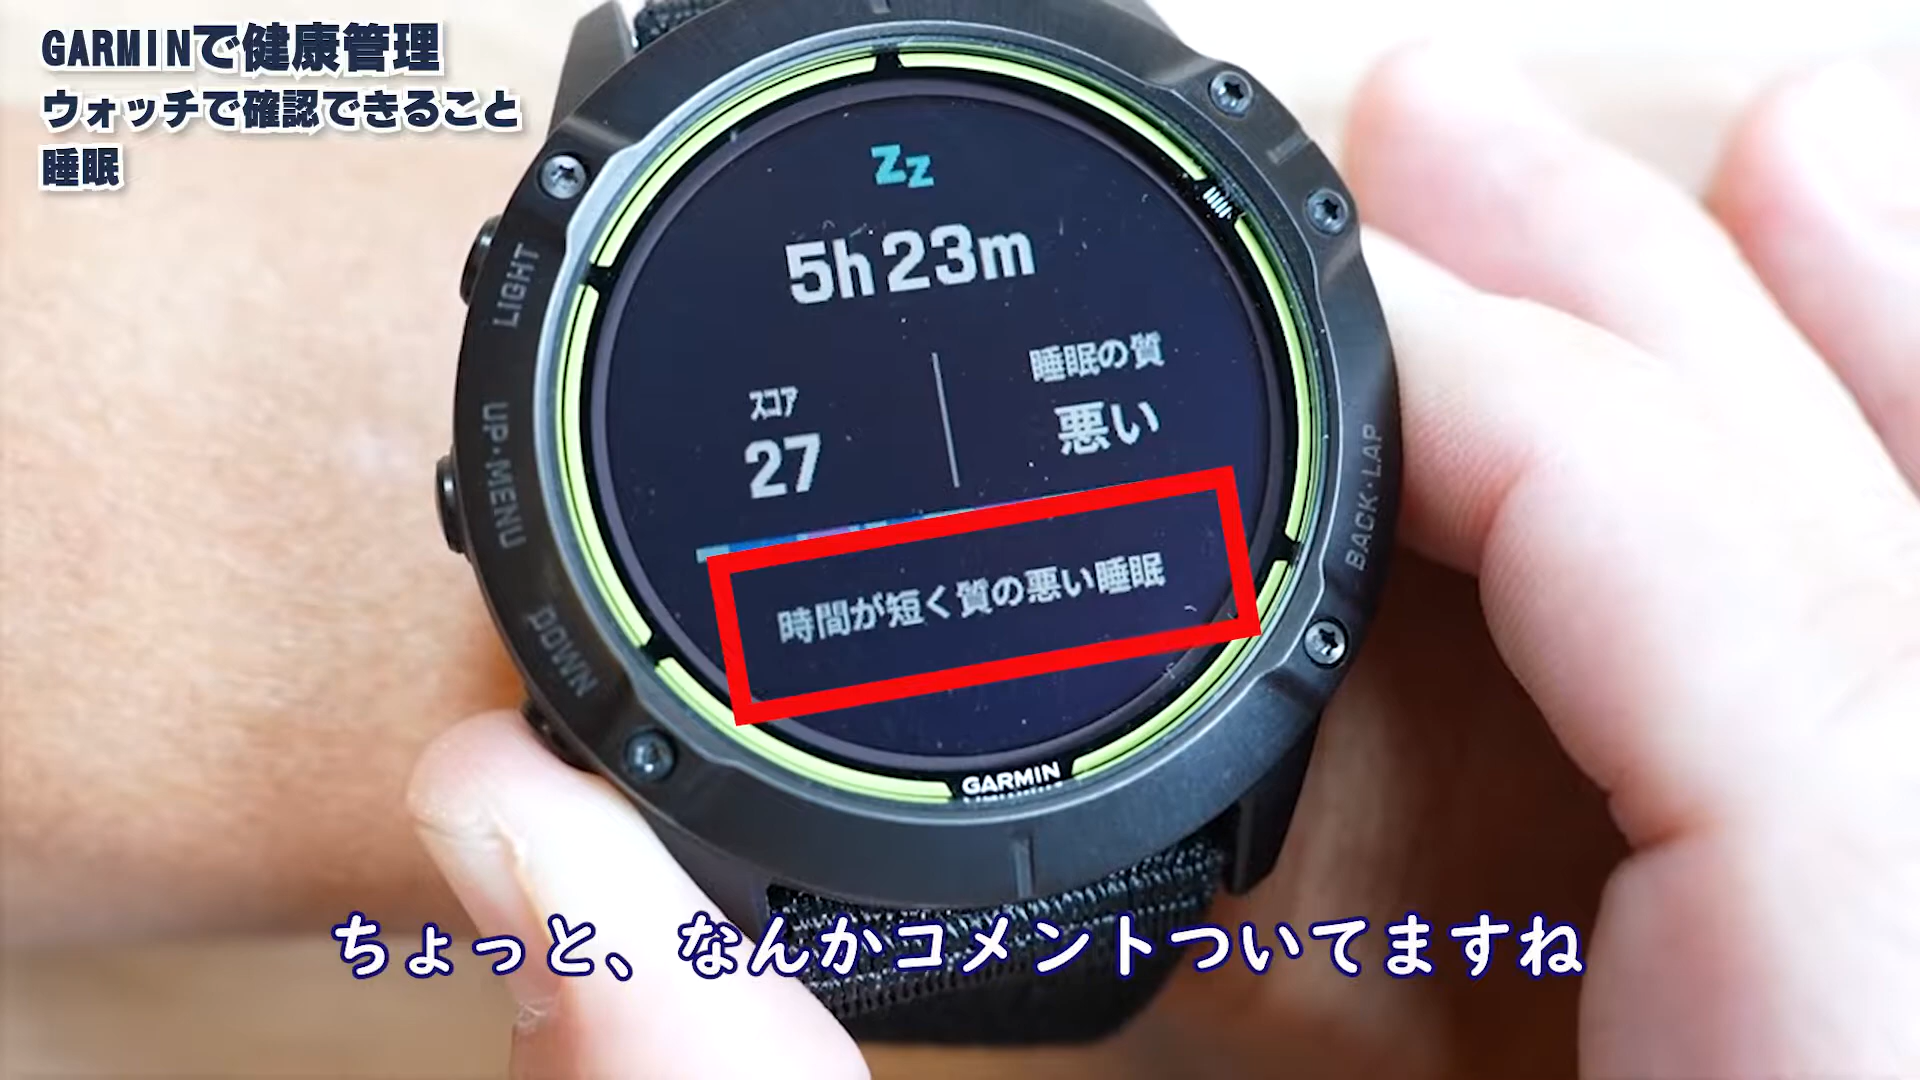 GARMINで健康管理
ウォッチで確認できること
睡眠
zz
5h 23m
スコア
27
睡眠の質
悪い
時間が短く質の悪い睡眠
LIGHT
UP·MENU
DOWN
BACK·LAP
GARMIN
ちょっと、なんかコメントついてますね